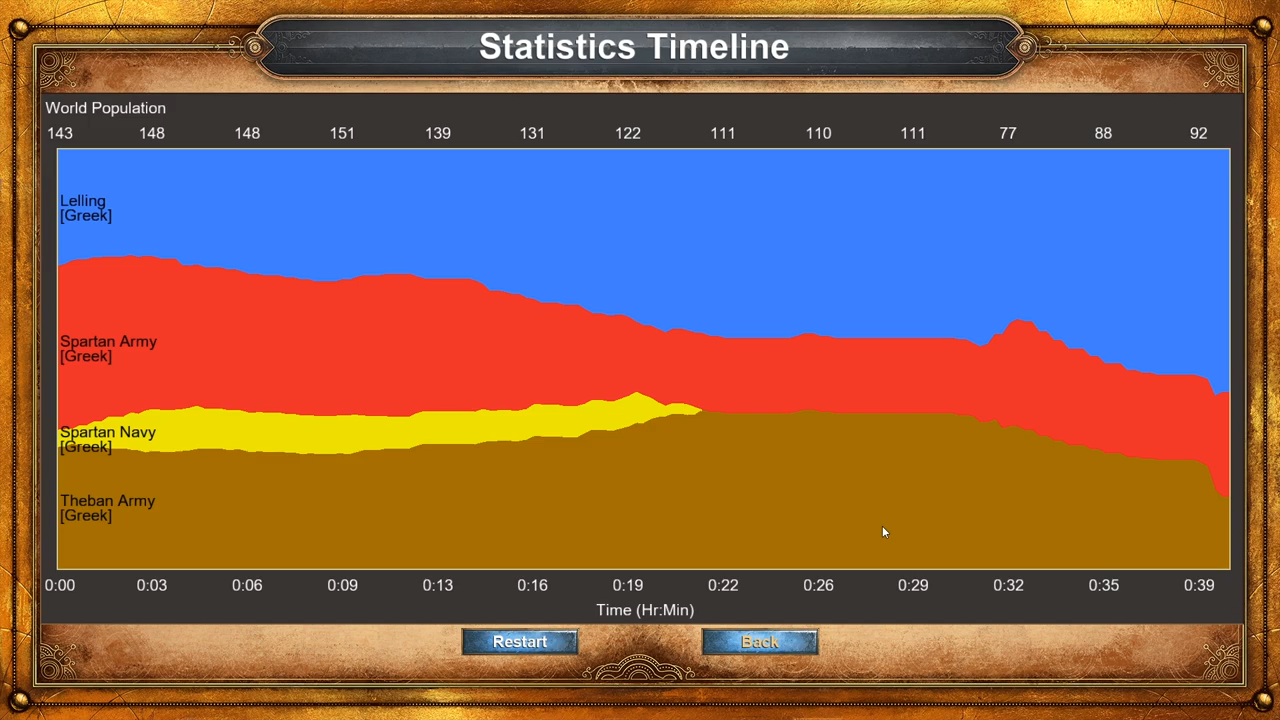 Statistics Timeline
World Population
143 148 148 151 139 131 122 111 110 111 77 88 92
Lelling
[Greek]
Spartan Army
[Greek]
Spartan Navy
[Greek]
Theban Army
[Greek]
0:00 0:03 0:06 0:09 0:13 0:16 0:19 0:22 0:26 0:29 0:32 0:35 0:39
Time (Hr:Min)
Restart Back